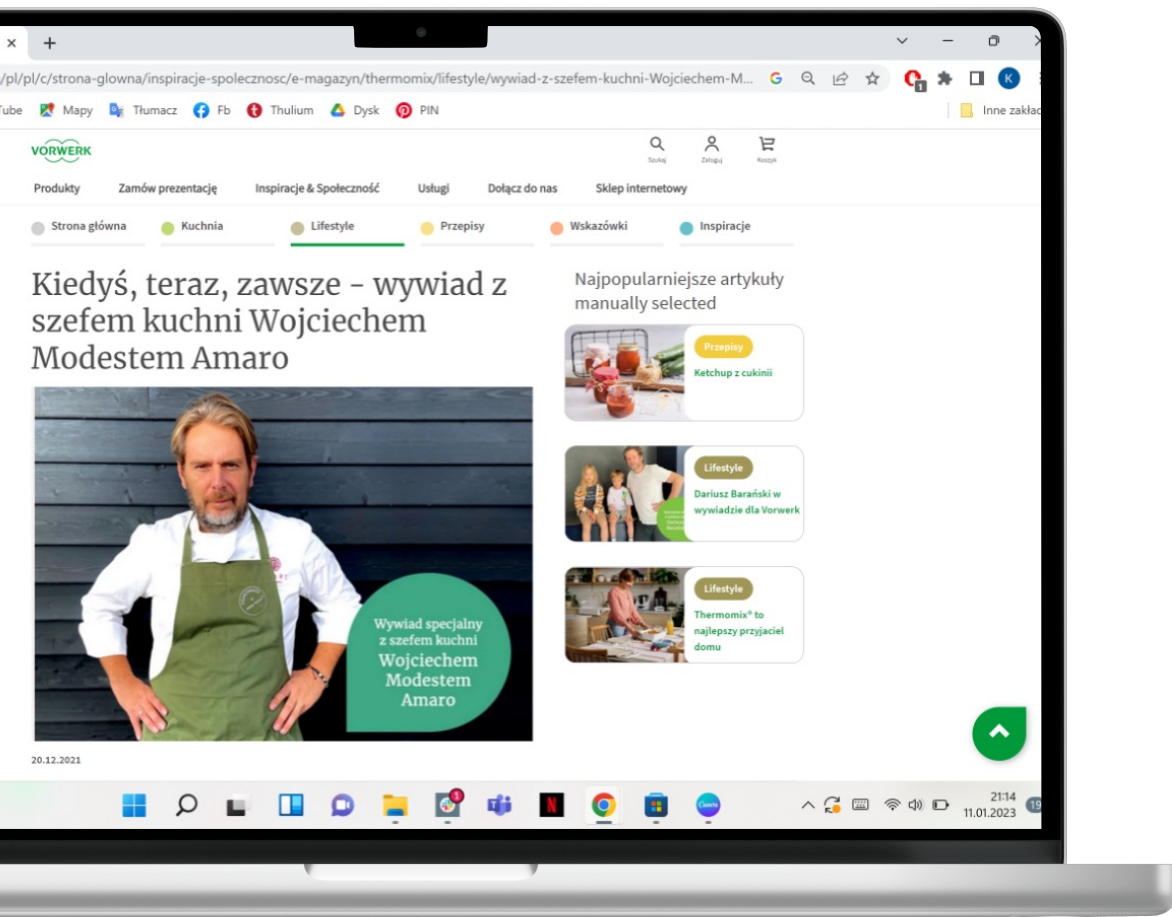 /pl/pl/c/strona-glowna/inspiracje-spolecznosc/e-magazyn/thermomix/lifestyle/wywiad-z-szefem-kuchni-Wojciechem-M...
Mapy Tłumacz Fb Thulium Dysk PIN Inne zakład
VORWERK
Szukaj Zaloguj Koszyk
Produkty Zamów prezentację Inspiracje & Społeczność Usługi Dołącz do nas Sklep internetowy
Strona główna Kuchnia Lifestyle Przepisy Wskazówki Inspiracje
Kiedyś, teraz, zawsze - wywiad z
szefem kuchni Wojciechem
Modestem Amaro
Wywiad specjalny
z szefem kuchni
Wojciechem
Modestem
Amaro
20.12.2021
Najpopularniejsze artykuły
manually selected
Przepisy
Ketchup z cukinii
Lifestyle
Dariusz Barański w
wywiadzie dla Vorwerk
Lifestyle
Thermomix® to
najlepszy przyjaciel
domu
21:14
11.01.2023